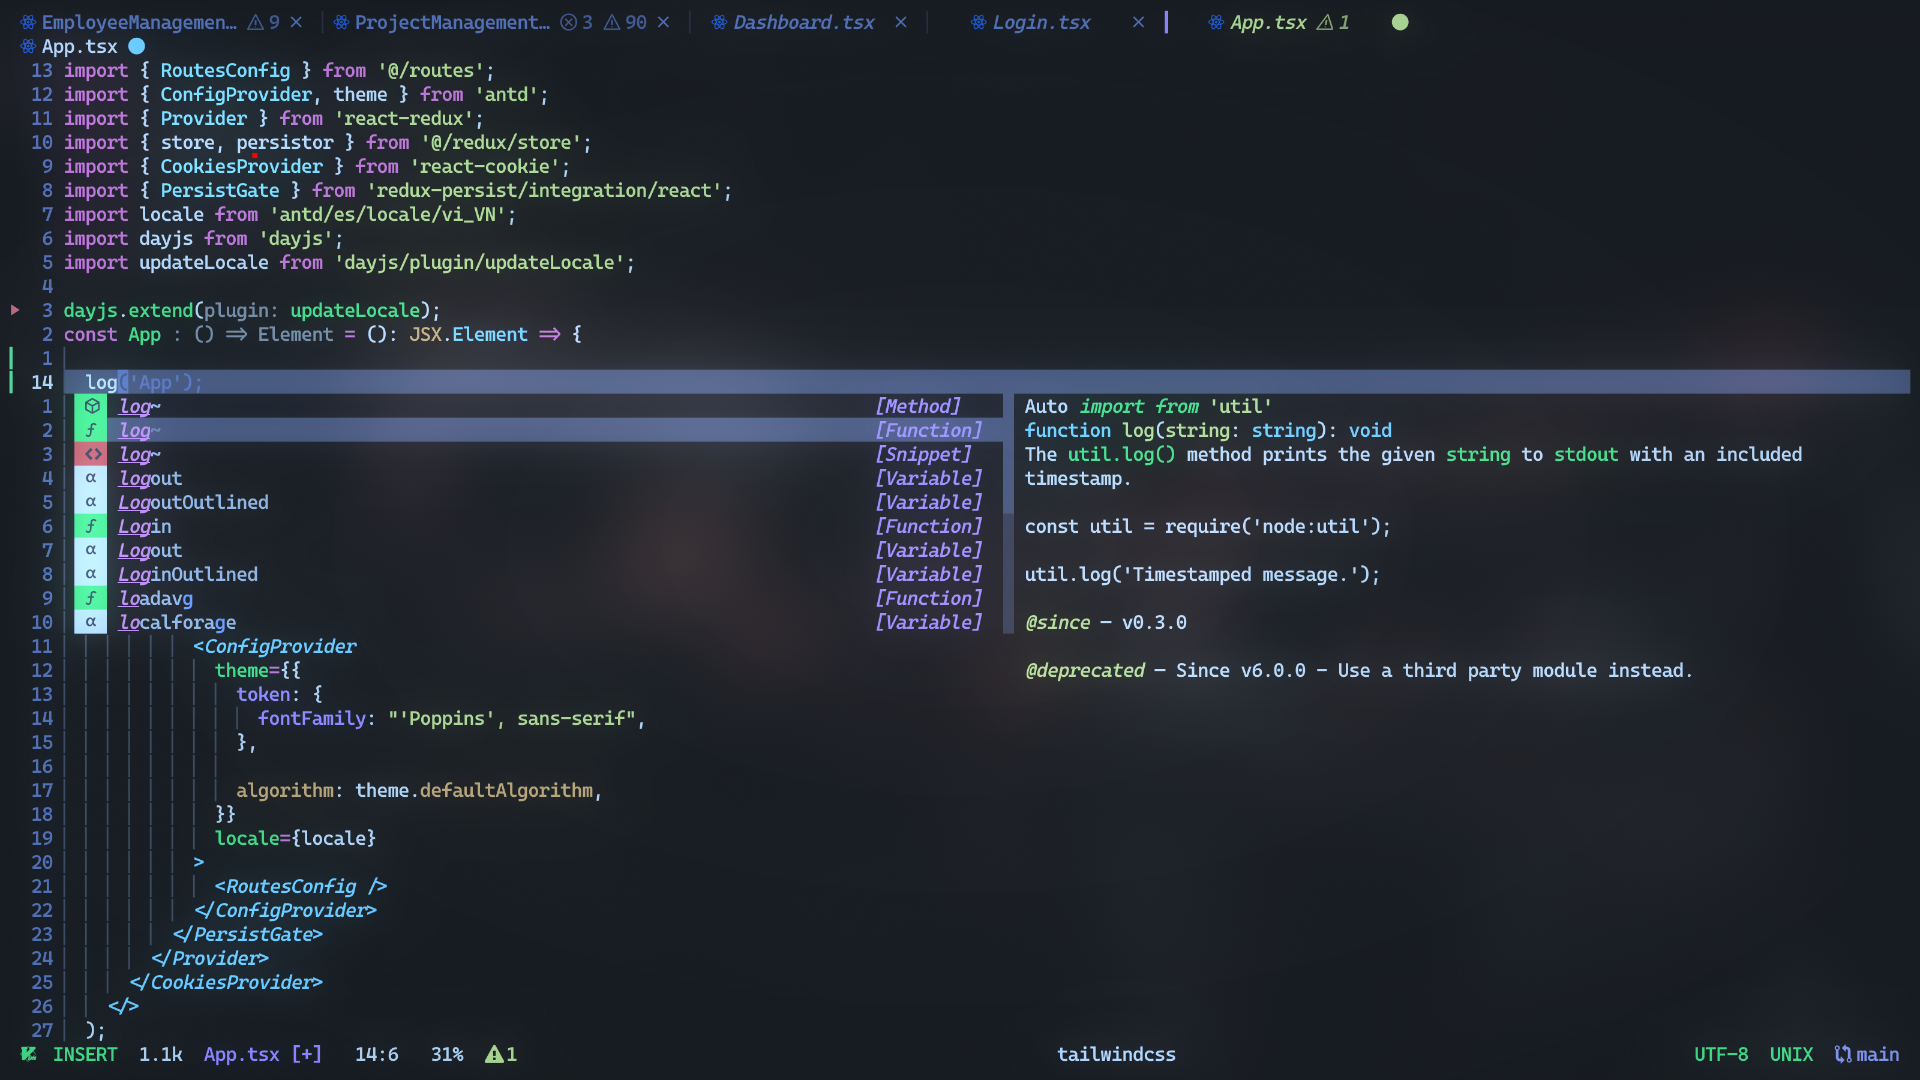 EmployeeManagemen… 9 × ProjectManagement… 3 90 × Dashboard.tsx × Login.tsx × App.tsx 1
App.tsx
13 import { RoutesConfig } from '@/routes';
12 import { ConfigProvider, theme } from 'antd';
11 import { Provider } from 'react-redux';
10 import { store, persistor } from '@/redux/store';
9 import { CookiesProvider } from 'react-cookie';
8 import { PersistGate } from 'redux-persist/integration/react';
7 import locale from 'antd/es/locale/vi_VN';
6 import dayjs from 'dayjs';
5 import updateLocale from 'dayjs/plugin/updateLocale';
4
3 dayjs.extend(plugin: updateLocale);
2 const App : () => Element = (): JSX.Element => {
1
14 log('App');
1 log~ [Method] Auto import from 'util'
2 log~ [Function] function log(string: string): void
3 log~ [Snippet] The util.log() method prints the given string to stdout with an included
4 logout [Variable] timestamp.
5 LogoutOutlined [Variable]
6 Login [Function] const util = require('node:util');
7 Logout [Variable]
8 LoginOutlined [Variable] util.log('Timestamped message.');
9 loadavg [Function]
10 localforage [Variable] @since – v0.3.0
11 <ConfigProvider
12 theme={{ @deprecated – Since v6.0.0 - Use a third party module instead.
13 token: {
14 fontFamily: "'Poppins', sans-serif",
15 },
16
17 algorithm: theme.defaultAlgorithm,
18 }}
19 locale={locale}
20 >
21 <RoutesConfig />
22 </ConfigProvider>
23 </PersistGate>
24 </Provider>
25 </CookiesProvider>
26 </>
27 );
INSERT 1.1k App.tsx [+] 14:6 31% 1 tailwindcss UTF-8 UNIX main